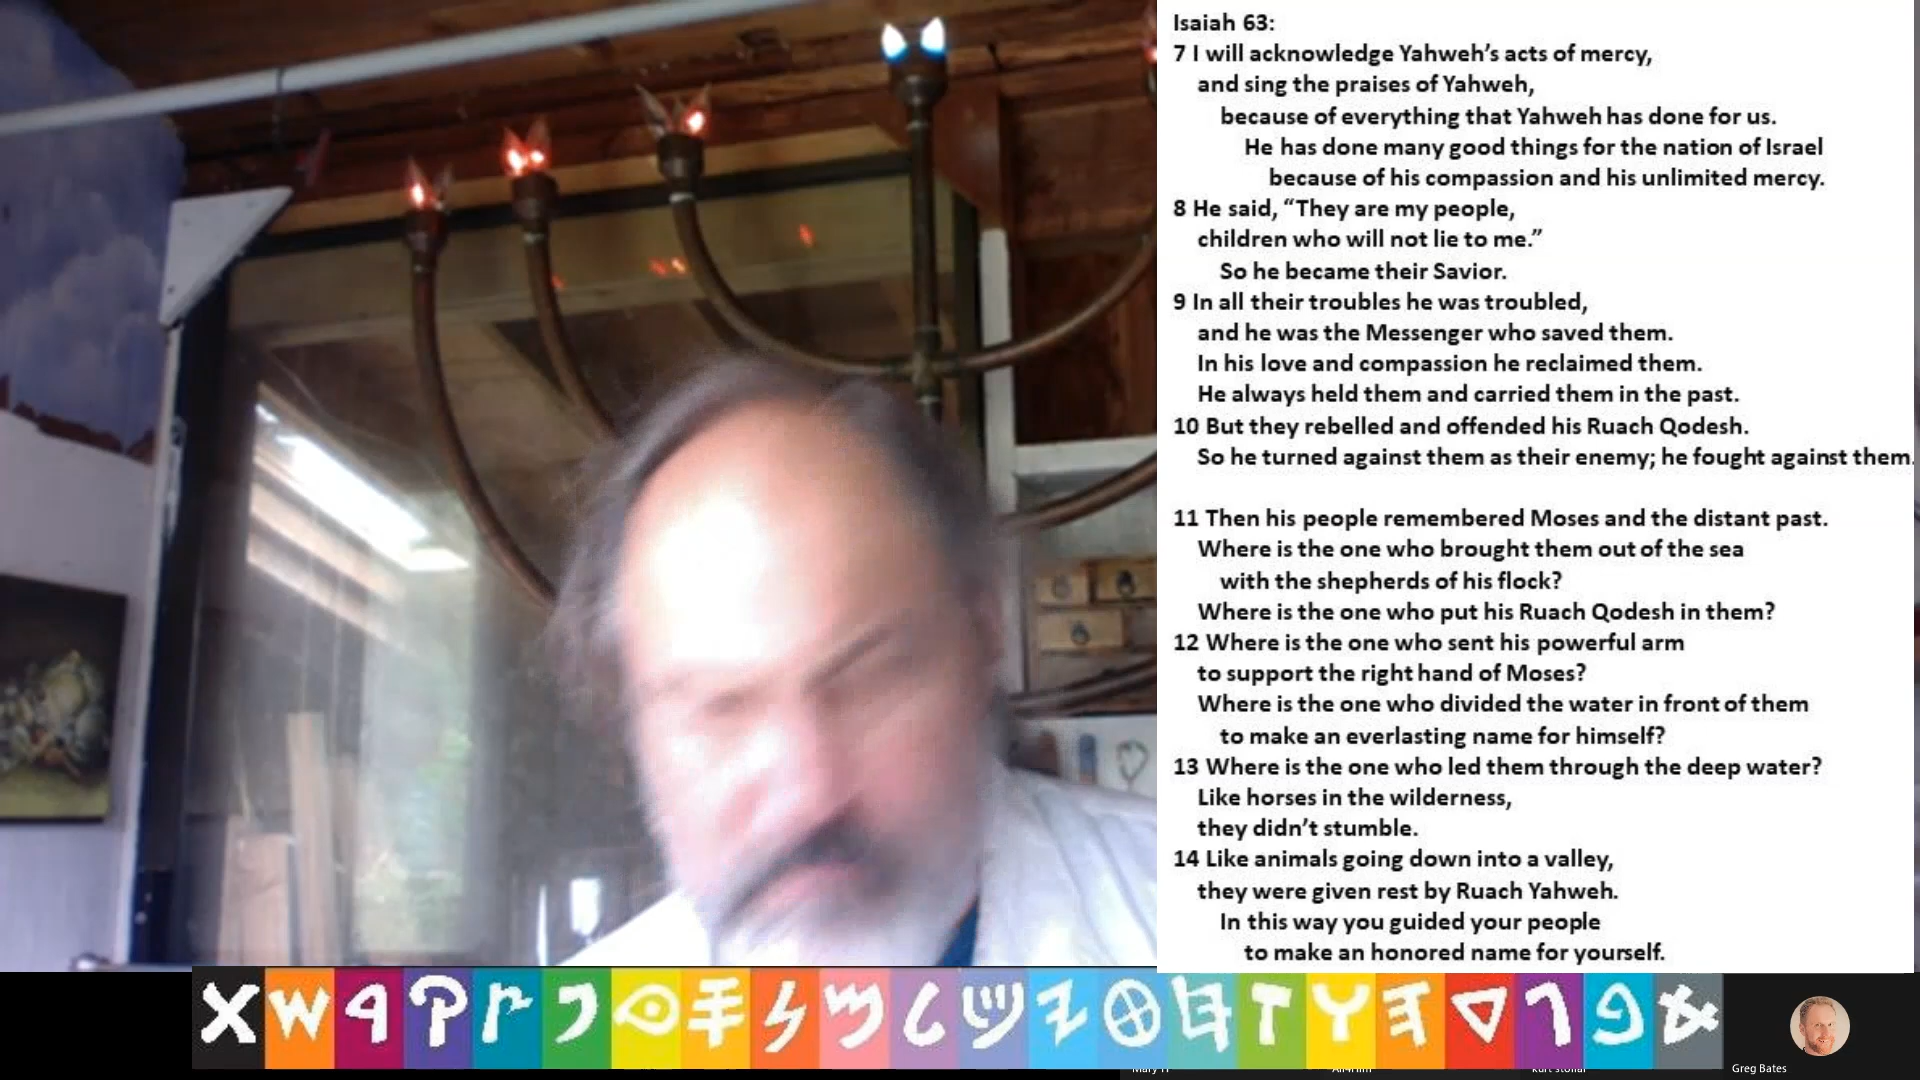 Isaiah 63:
7 I will acknowledge Yahweh’s acts of mercy,
and sing the praises of Yahweh,
because of everything that Yahweh has done for us.
He has done many good things for the nation of Israel
because of his compassion and his unlimited mercy.
8 He said, “They are my people,
children who will not lie to me.”
So he became their Savior.
9 In all their troubles he was troubled,
and he was the Messenger who saved them.
In his love and compassion he reclaimed them.
He always held them and carried them in the past.
10 But they rebelled and offended his Ruach Qodesh.
So he turned against them as their enemy; he fought against them.
11 Then his people remembered Moses and the distant past.
Where is the one who brought them out of the sea
with the shepherds of his flock?
Where is the one who put his Ruach Qodesh in them?
12 Where is the one who sent his powerful arm
to support the right hand of Moses?
Where is the one who divided the water in front of them
to make an everlasting name for himself?
13 Where is the one who led them through the deep water?
Like horses in the wilderness,
they didn’t stumble.
14 Like animals going down into a valley,
they were given rest by Ruach Yahweh.
In this way you guided your people
to make an honored name for yourself.
Greg Bates